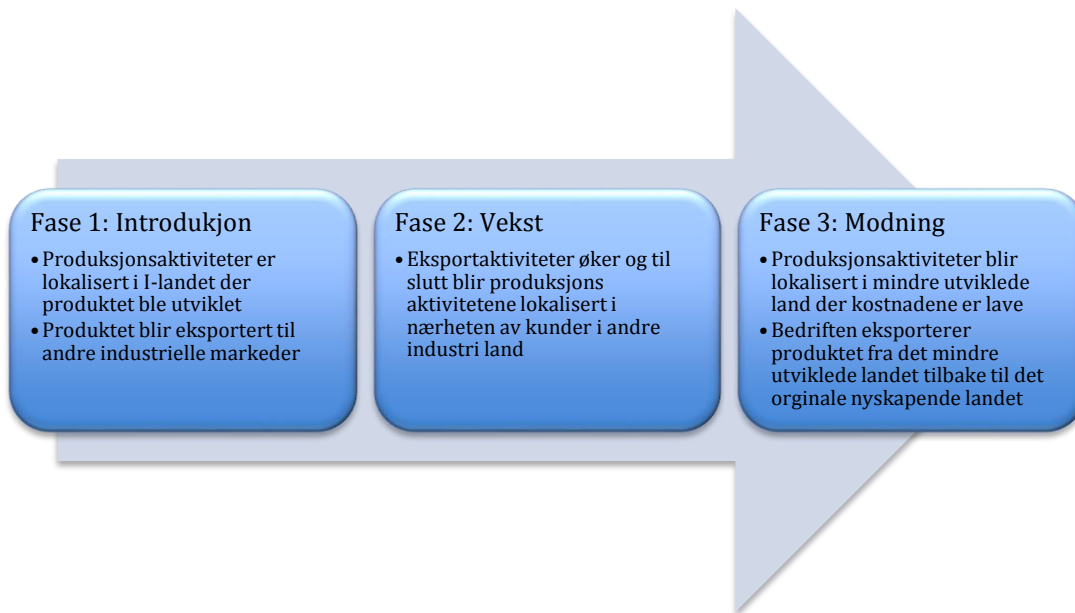 Fase 1: Introdukjon
•Produksjonsaktiviteter er
lokalisert i I-landet der
produktet ble utviklet
•Produktet blir eksportert til
andre industrielle markeder
Fase 2: Vekst
•Eksportaktiviteter øker og til
slutt blir produksjons
aktivitetene lokalisert i
nærheten av kunder i andre
industri land
Fase 3: Modning
•Produksjonsaktiviteter blir
lokalisert i mindre utviklede
land der kostnadene er lave
•Bedriften eksporterer
produktet fra det mindre
utviklede landet tilbake til det
orginale nyskapende landet